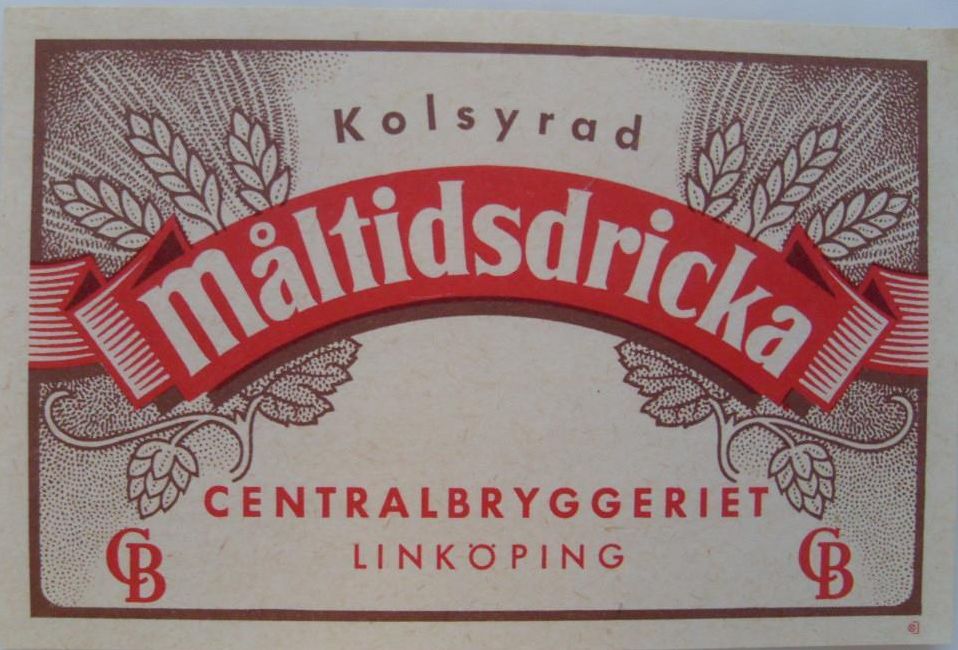 Kolsyrad
Måltidsdricka
CENTRALBRYGGERIET
LINKÖPING
CB CB